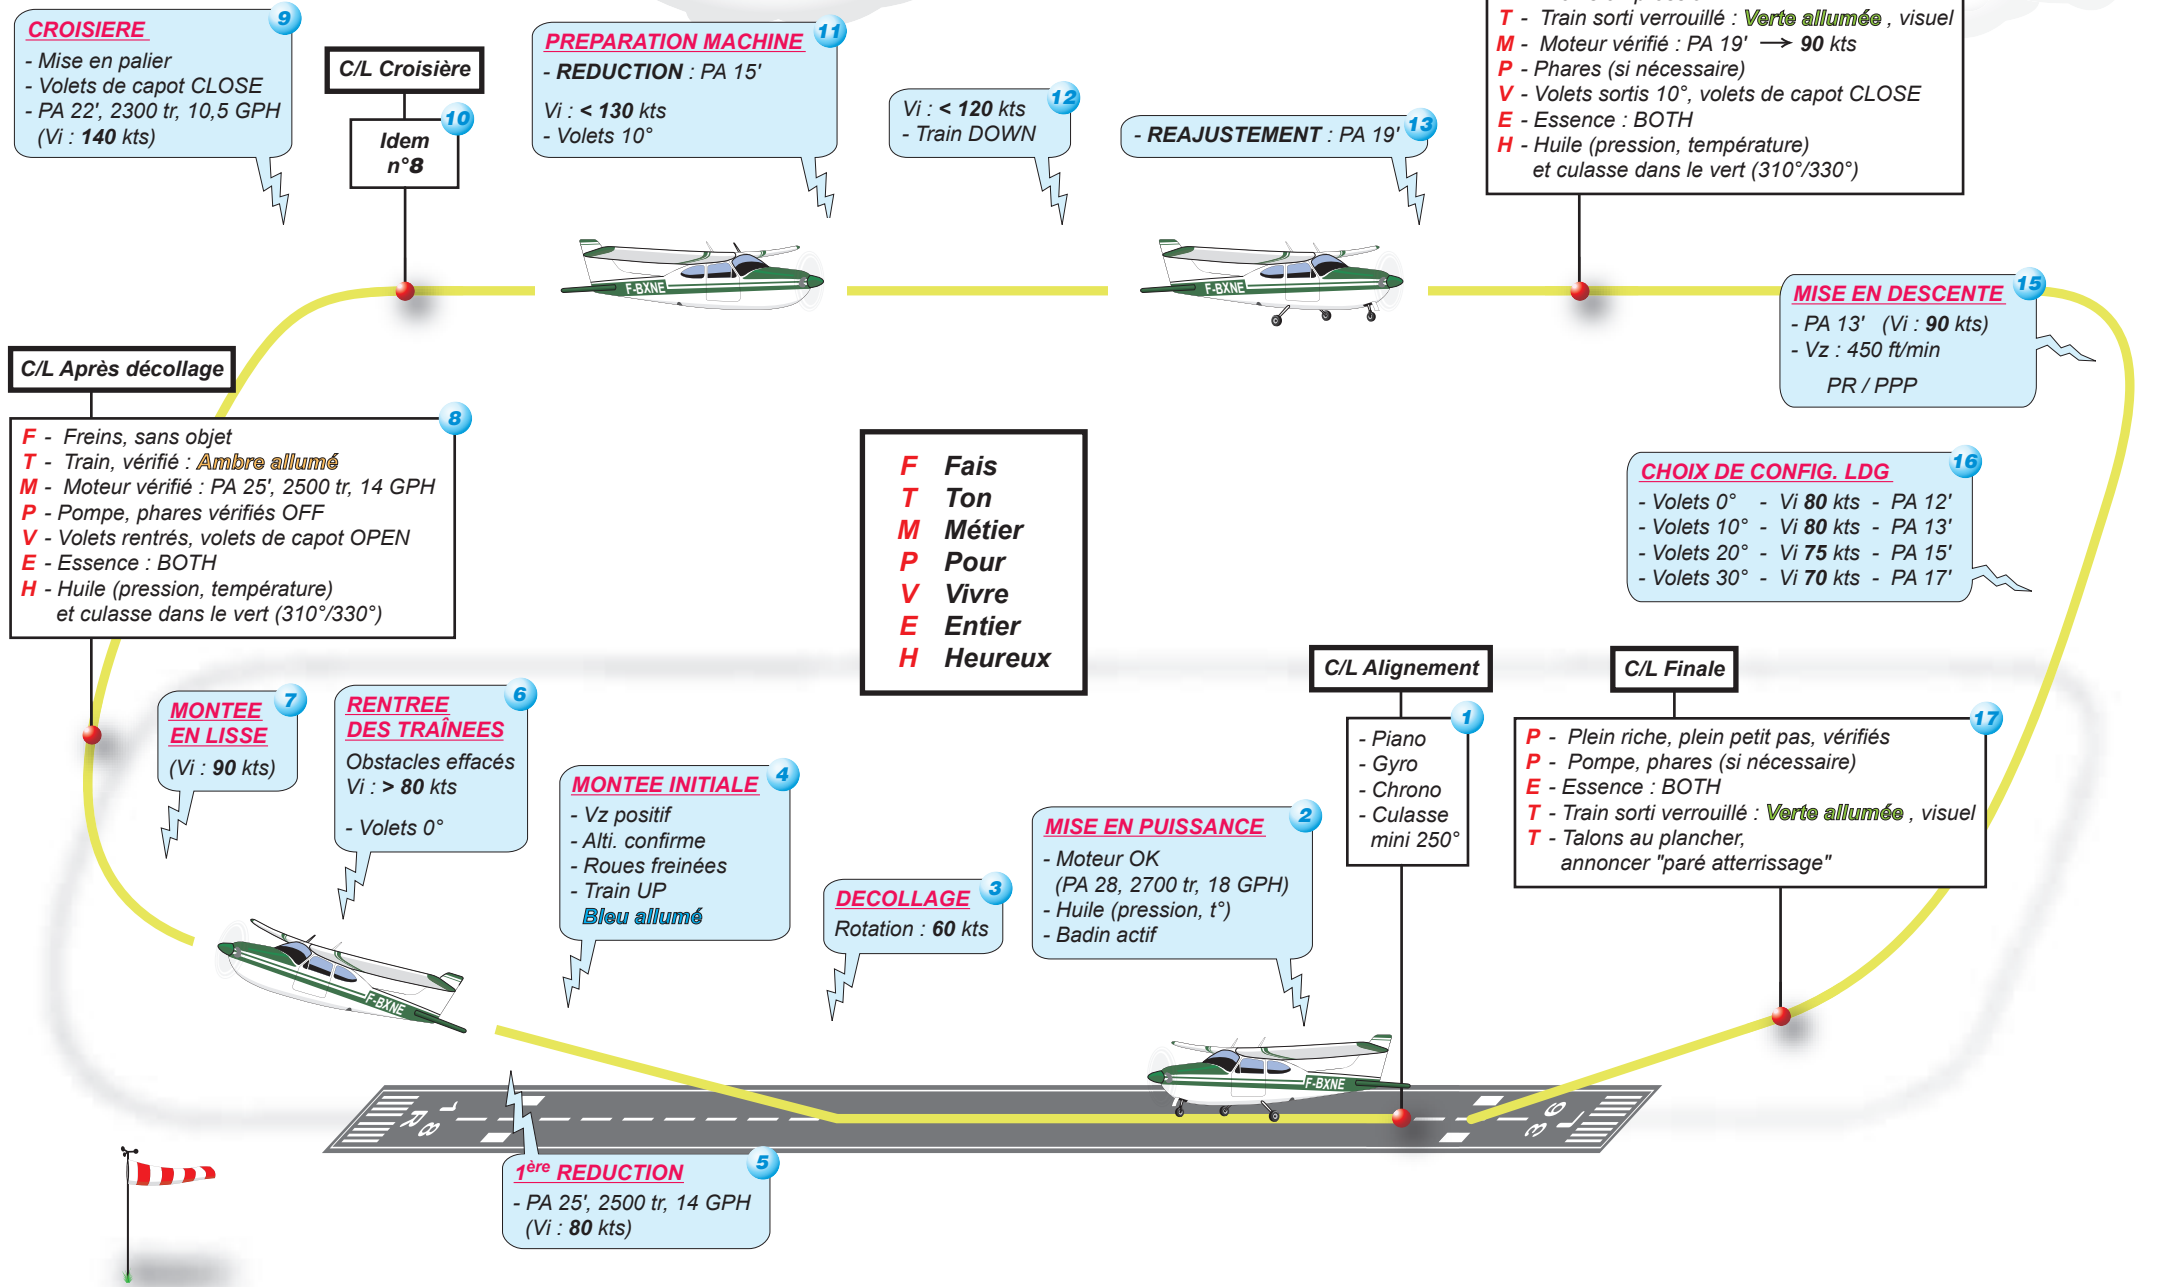 9
CROISIERE
- Mise en palier
- Volets de capot CLOSE
- PA 22', 2300 tr, 10,5 GPH
(Vi : 140 kts)
C/L Croisière
10
Idem
n°8
11
PREPARATION MACHINE
- REDUCTION : PA 15'
Vi : < 130 kts
- Volets 10°
12
Vi : < 120 kts
- Train DOWN
13
- REAJUSTEMENT : PA 19'
T - Train sorti verrouillé : Verte allumée , visuel
M - Moteur vérifié : PA 19' → 90 kts
P - Phares (si nécessaire)
V - Volets sortis 10°, volets de capot CLOSE
E - Essence : BOTH
H - Huile (pression, température)
et culasse dans le vert (310°/330°)
F-BXNE
F-BXNE
15
MISE EN DESCENTE
- PA 13' (Vi : 90 kts)
- Vz : 450 ft/min
PR / PPP
C/L Après décollage
8
F - Freins, sans objet
T - Train, vérifié : Ambre allumé
M - Moteur vérifié : PA 25', 2500 tr, 14 GPH
P - Pompe, phares vérifiés OFF
V - Volets rentrés, volets de capot OPEN
E - Essence : BOTH
H - Huile (pression, température)
et culasse dans le vert (310°/330°)
F Fais
T Ton
M Métier
P Pour
V Vivre
E Entier
H Heureux
16
CHOIX DE CONFIG. LDG
- Volets 0° - Vi 80 kts - PA 12'
- Volets 10° - Vi 80 kts - PA 13'
- Volets 20° - Vi 75 kts - PA 15'
- Volets 30° - Vi 70 kts - PA 17'
7
MONTEE
EN LISSE
(Vi : 90 kts)
6
RENTREE
DES TRAÎNEES
Obstacles effacés
Vi : > 80 kts
- Volets 0°
4
MONTEE INITIALE
- Vz positif
- Alti. confirme
- Roues freinées
- Train UP
Bleu allumé
3
DECOLLAGE
Rotation : 60 kts
2
MISE EN PUISSANCE
- Moteur OK
(PA 28, 2700 tr, 18 GPH)
- Huile (pression, t°)
- Badin actif
C/L Alignement
1
- Piano
- Gyro
- Chrono
- Culasse
mini 250°
C/L Finale
17
P - Plein riche, plein petit pas, vérifiés
P - Pompe, phares (si nécessaire)
E - Essence : BOTH
T - Train sorti verrouillé : Verte allumée , visuel
T - Talons au plancher,
annoncer "paré atterrissage"
F-BXNE
F-BXNE
5
1ère REDUCTION
- PA 25', 2500 tr, 14 GPH
(Vi : 80 kts)